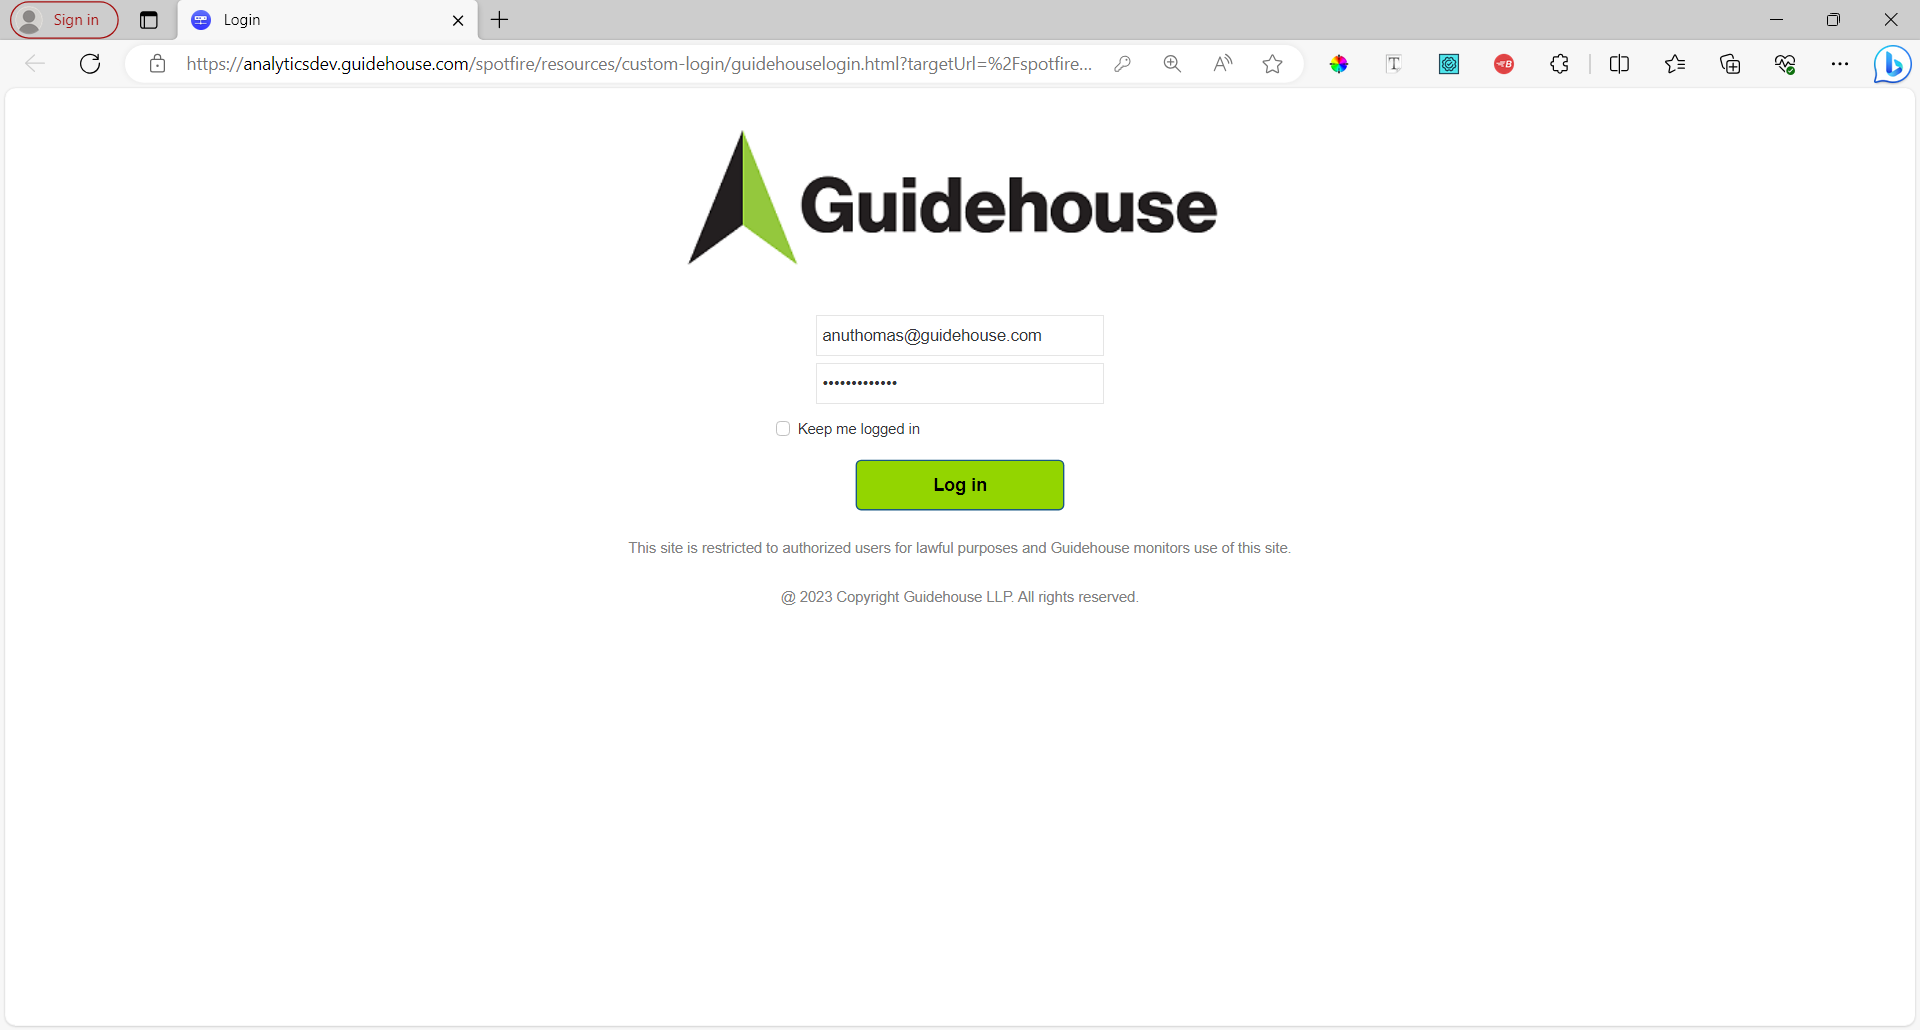 Sign in
Login
https://analyticsdev.guidehouse.com/spotfire/resources/custom-login/guidehouselogin.html?targetUrl=%2Fspotfire...
Guidehouse
anuthomas@guidehouse.com
•••••••••••••
Keep me logged in
Log in
This site is restricted to authorized users for lawful purposes and Guidehouse monitors use of this site.
@ 2023 Copyright Guidehouse LLP. All rights reserved.